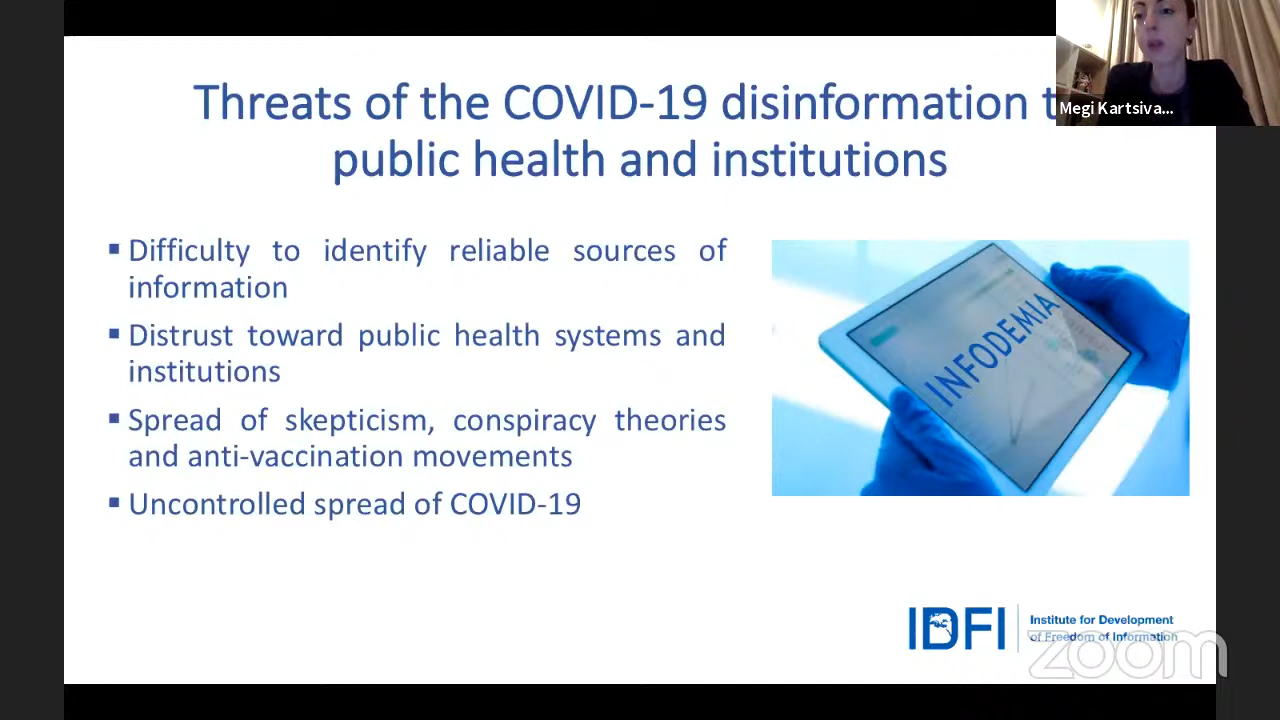 Threats of the COVID-19 disinformation t
public health and institutions
Megi Kartsiva...
▪ Difficulty to identify reliable sources of
information
▪ Distrust toward public health systems and
institutions
▪ Spread of skepticism, conspiracy theories
and anti-vaccination movements
▪ Uncontrolled spread of COVID-19
INFODEMIA
IDFI
Institute for Development
of Freedom of Information
zoom